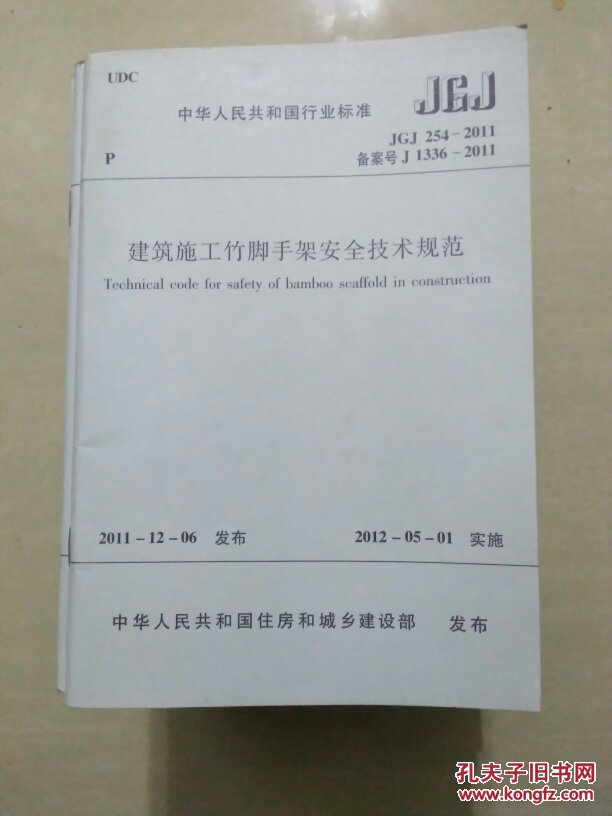 UDC
JGJ
中华人民共和国行业标准
JGJ 254-2011
P
备案号 J 1336-2011
建筑施工竹脚手架安全技术规范
Technical code for safety of bamboo scaffold in construction
2011-12-06 发布 2012-05-01 实施
中华人民共和国住房和城乡建设部 发布
孔夫子旧书网
www.kongfz.com